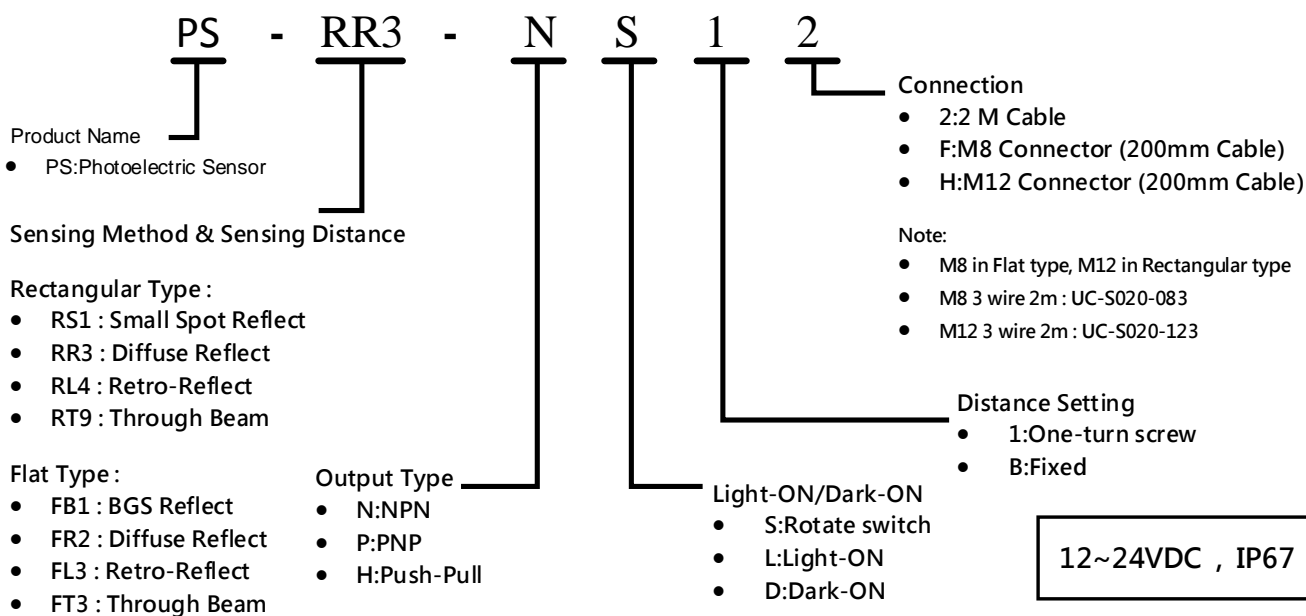 PS - RR3 - N S 1 2
Product Name
• PS:Photoelectric Sensor
Sensing Method & Sensing Distance
Rectangular Type :
• RS1 : Small Spot Reflect
• RR3 : Diffuse Reflect
• RL4 : Retro-Reflect
• RT9 : Through Beam
Flat Type :
• FB1 : BGS Reflect
• FR2 : Diffuse Reflect
• FL3 : Retro-Reflect
• FT3 : Through Beam
Output Type
• N:NPN
• P:PNP
• H:Push-Pull
Light-ON/Dark-ON
• S:Rotate switch
• L:Light-ON
• D:Dark-ON
Distance Setting
• 1:One-turn screw
• B:Fixed
Connection
• 2:2 M Cable
• F:M8 Connector (200mm Cable)
• H:M12 Connector (200mm Cable)
Note:
• M8 in Flat type, M12 in Rectangular type
• M8 3 wire 2m : UC-S020-083
• M12 3 wire 2m : UC-S020-123
12~24VDC , IP67